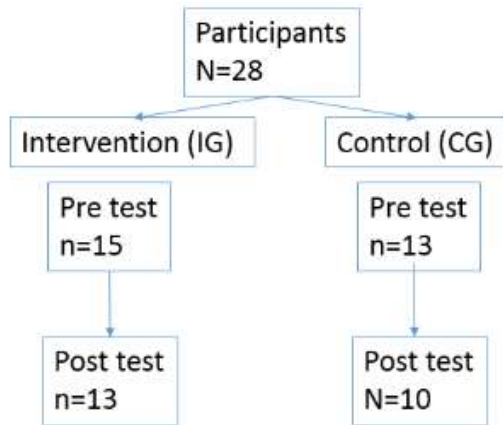 Participants
N=28
Intervention (IG)
Control (CG)
Pre test
n=15
Pre test
n=13
Post test
n=13
Post test
N=10